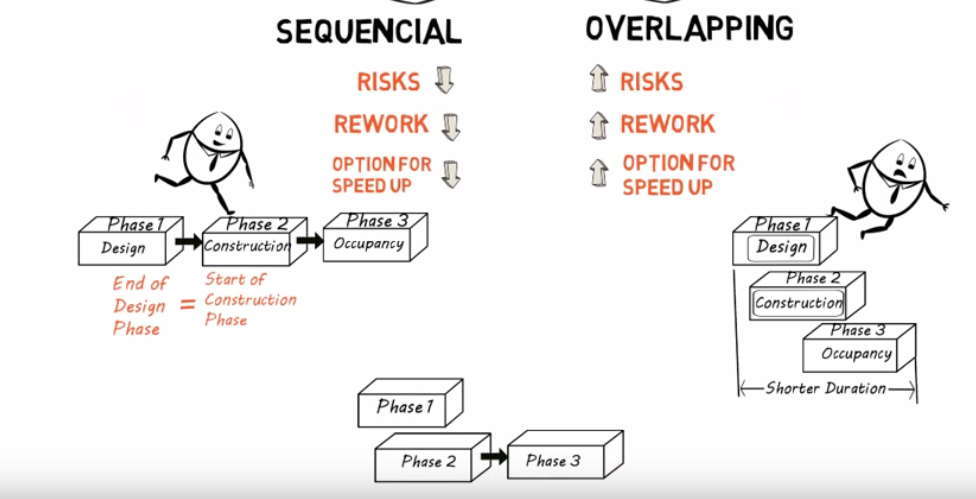 SEQUENCIAL
RISKS
REWORK
OPTION FOR
SPEED UP
Phase 1
Design
Phase 2
Construction
Phase 3
Occupancy
End of
Design
Phase
=
Start of
Construction
Phase
OVERLAPPING
RISKS
REWORK
OPTION FOR
SPEED UP
Phase 1
Design
Phase 2
Construction
Phase 3
Occupancy
Shorter Duration
Phase 1
Phase 2
Phase 3